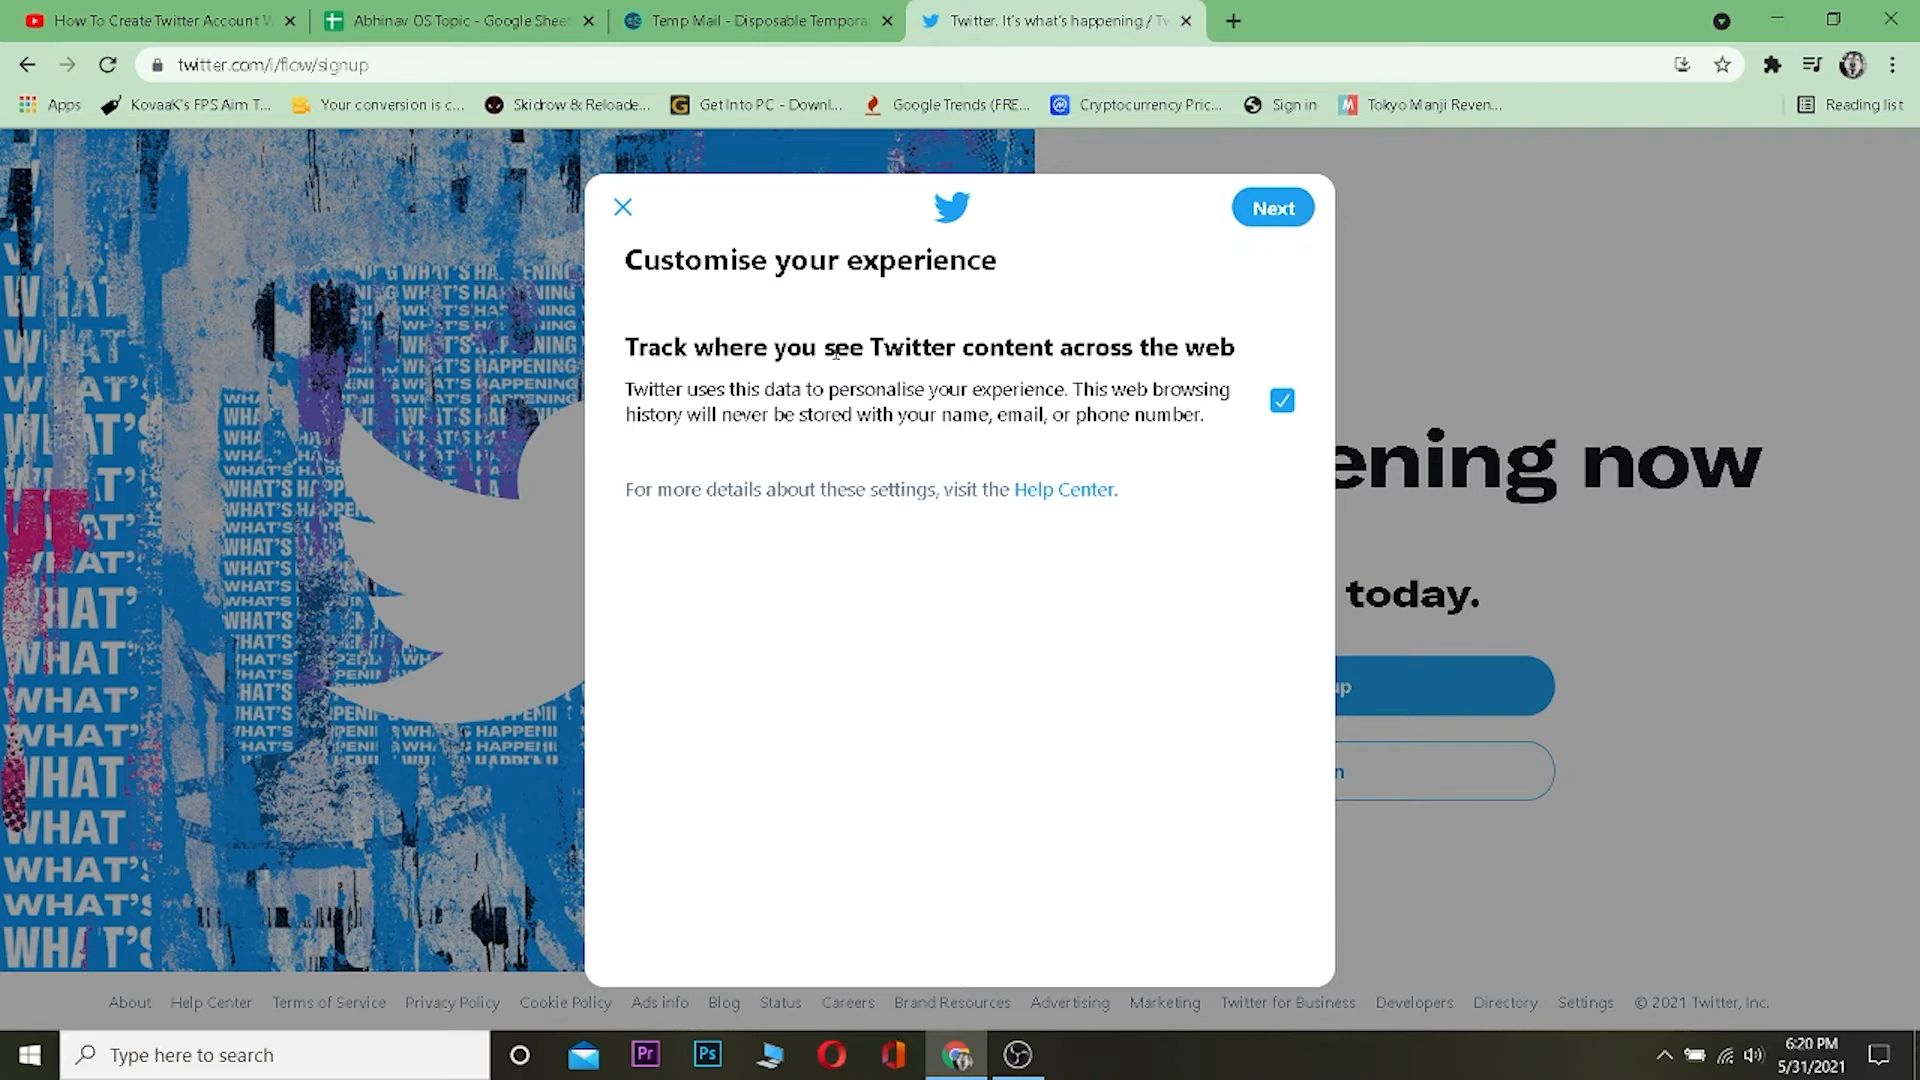 How To Create Twitter Account
Abhinav OS Topic - Google Sheet
Temp Mail - Disposable Tempora
Twitter. It's what's happening / Tw
twitter.com/i/flow/signup
Apps
KovaaK's FPS Aim T...
Your conversion is c...
Skidrow & Reloade...
Get Into PC - Downl...
Google Trends (FRE...
Cryptocurrency Pric...
Sign in
Tokyo Manji Reven...
Reading list
Next
Customise your experience
Track where you see Twitter content across the web
Twitter uses this data to personalise your experience. This web browsing
history will never be stored with your name, email, or phone number.
For more details about these settings, visit the Help Center.
ening now
today.
up
n
About
Help Center
Terms of Service
Privacy Policy
Cookie Policy
Ads info
Blog
Status
Careers
Brand Resources
Advertising
Marketing
Twitter for Business
Developers
Directory
Settings
© 2021 Twitter, Inc.
Type here to search
Pr
Ps
6:20 PM
5/31/2021